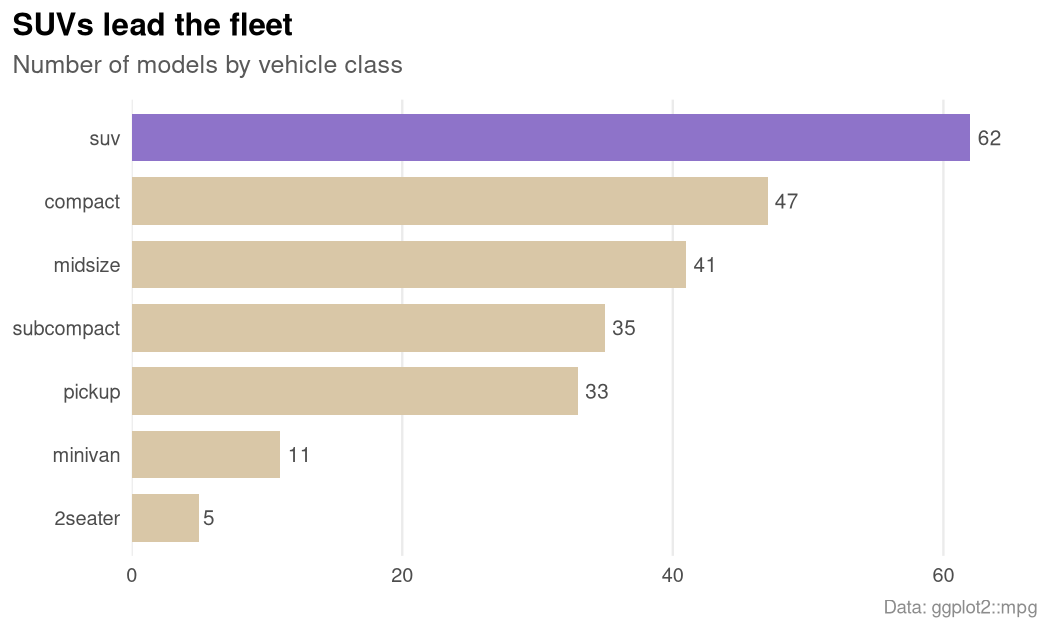 SUVs lead the fleet
Number of models by vehicle class
suv 62
compact 47
midsize 41
subcompact 35
pickup 33
minivan 11
2seater 5
0 20 40 60
Data: ggplot2::mpg